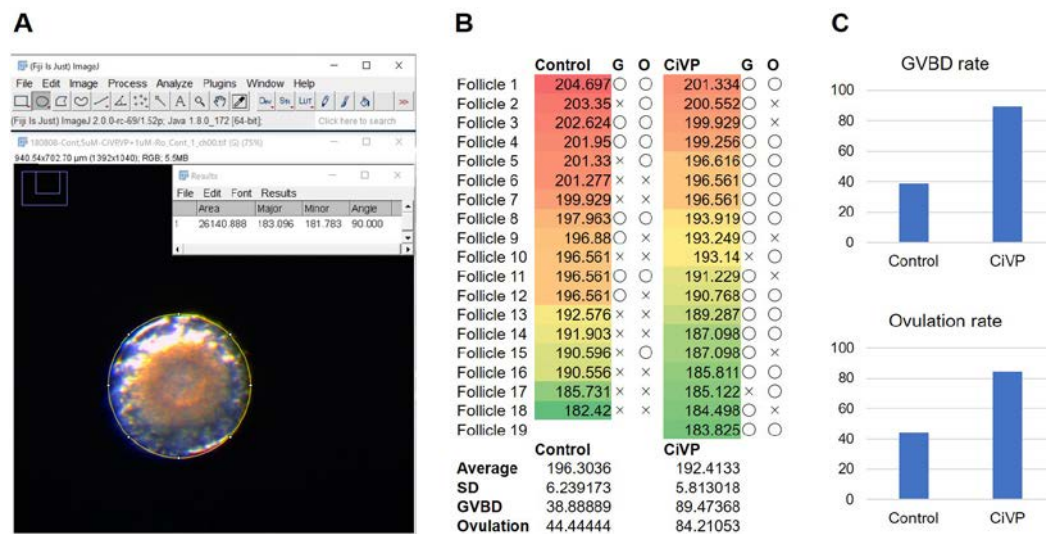 A
(Fiji Is Just) ImageJ
File Edit Image Process Analyze Plugins Window Help
Dev Stk LUT
(Fiji Is Just) ImageJ 2.0.0-rc-69/1.52p; Java 1.8.0_172 [64-bit];
Click here to search
180808-Cont,5uM-CiVP/VP+1uM-Ro_Cont_1_ch00.tif (G) (75%)
940.54x702.70 µm (1392x1040); RGB; 5.5MB
Results
File Edit Font Results
Area Major Minor Angle
1 26140.888 183.096 181.783 90.000
B
Control G O CiVP G O
Follicle 1 204.697 ○ ○ 201.334 ○ ○
Follicle 2 203.35 × ○ 200.552 ○ ×
Follicle 3 202.624 ○ ○ 199.929 ○ ×
Follicle 4 201.95 ○ ○ 199.256 ○ ○
Follicle 5 201.33 × ○ 196.616 ○ ○
Follicle 6 201.277 × × 196.561 ○ ○
Follicle 7 199.929 × × 196.561 ○ ○
Follicle 8 197.963 ○ ○ 193.919 ○ ○
Follicle 9 196.88 ○ × 193.249 ○ ×
Follicle 10 196.561 × × 193.14 × ○
Follicle 11 196.561 ○ ○ 191.229 ○ ×
Follicle 12 196.561 ○ × 190.768 ○ ○
Follicle 13 192.576 × × 189.287 ○ ○
Follicle 14 191.903 × × 187.098 ○ ○
Follicle 15 190.596 × ○ 187.098 ○ ×
Follicle 16 190.556 × × 185.811 ○ ○
Follicle 17 185.731 × × 185.122 × ○
Follicle 18 182.42 × × 184.498 ○ ×
Follicle 19 183.825 ○ ○
Control CiVP
Average 196.3036 192.4133
SD 6.239173 5.813018
GVBD 38.88889 89.47368
Ovulation 44.44444 84.21053
C
GVBD rate
100
80
60
40
20
0
Control CiVP
Ovulation rate
100
80
60
40
20
0
Control CiVP